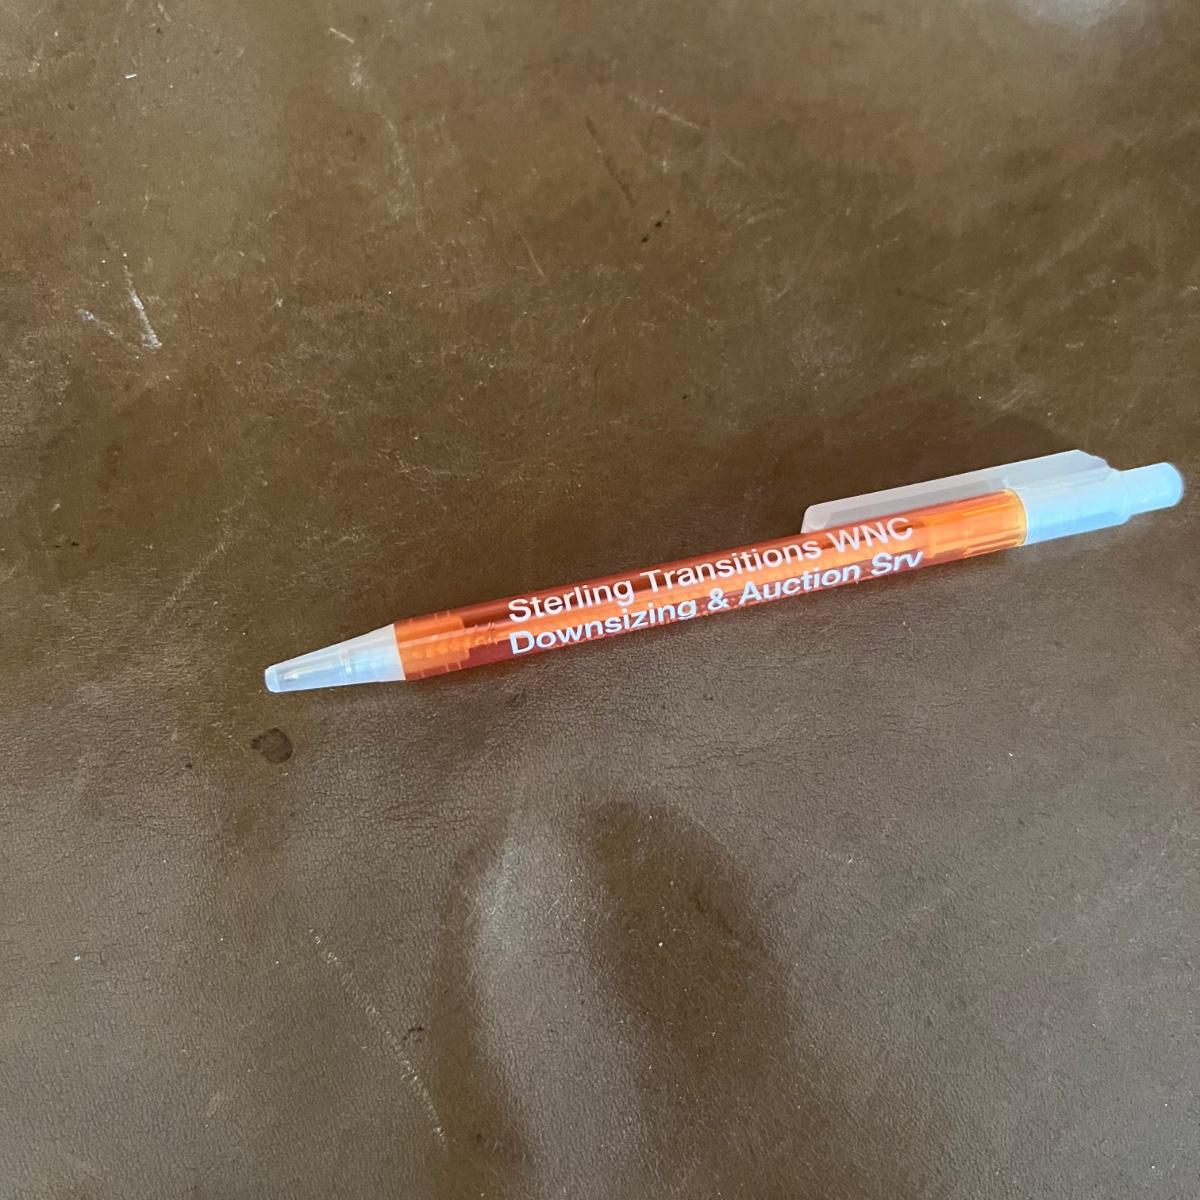 Sterling Transitions WNC
Downsizing & Auction Srv